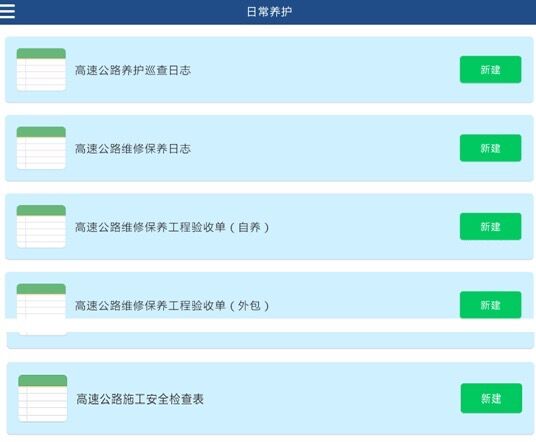 日常养护
高速公路养护巡查日志
新建
高速公路维修保养日志
新建
高速公路维修保养工程验收单（自养）
新建
高速公路维修保养工程验收单（外包）
新建
高速公路施工安全检查表
新建